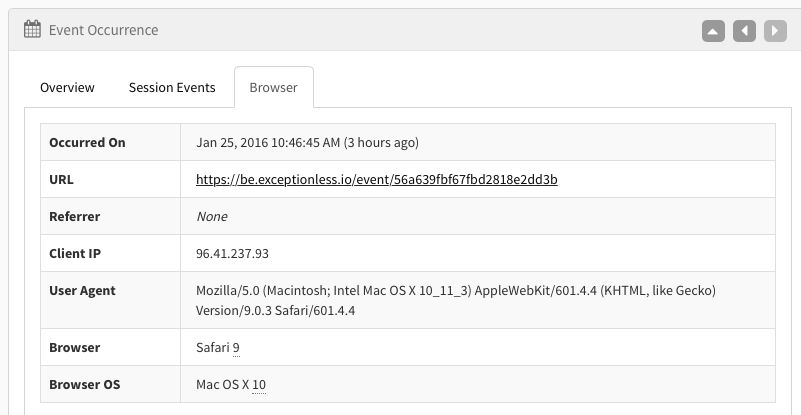 Event Occurrence
Overview Session Events Browser
Occurred On Jan 25, 2016 10:46:45 AM (3 hours ago)
URL https://be.exceptionless.io/event/56a639fbf67fbd2818e2dd3b
Referrer None
Client IP 96.41.237.93
User Agent Mozilla/5.0 (Macintosh; Intel Mac OS X 10_11_3) AppleWebKit/601.4.4 (KHTML, like Gecko)
Version/9.0.3 Safari/601.4.4
Browser Safari 9
Browser OS Mac OS X 10